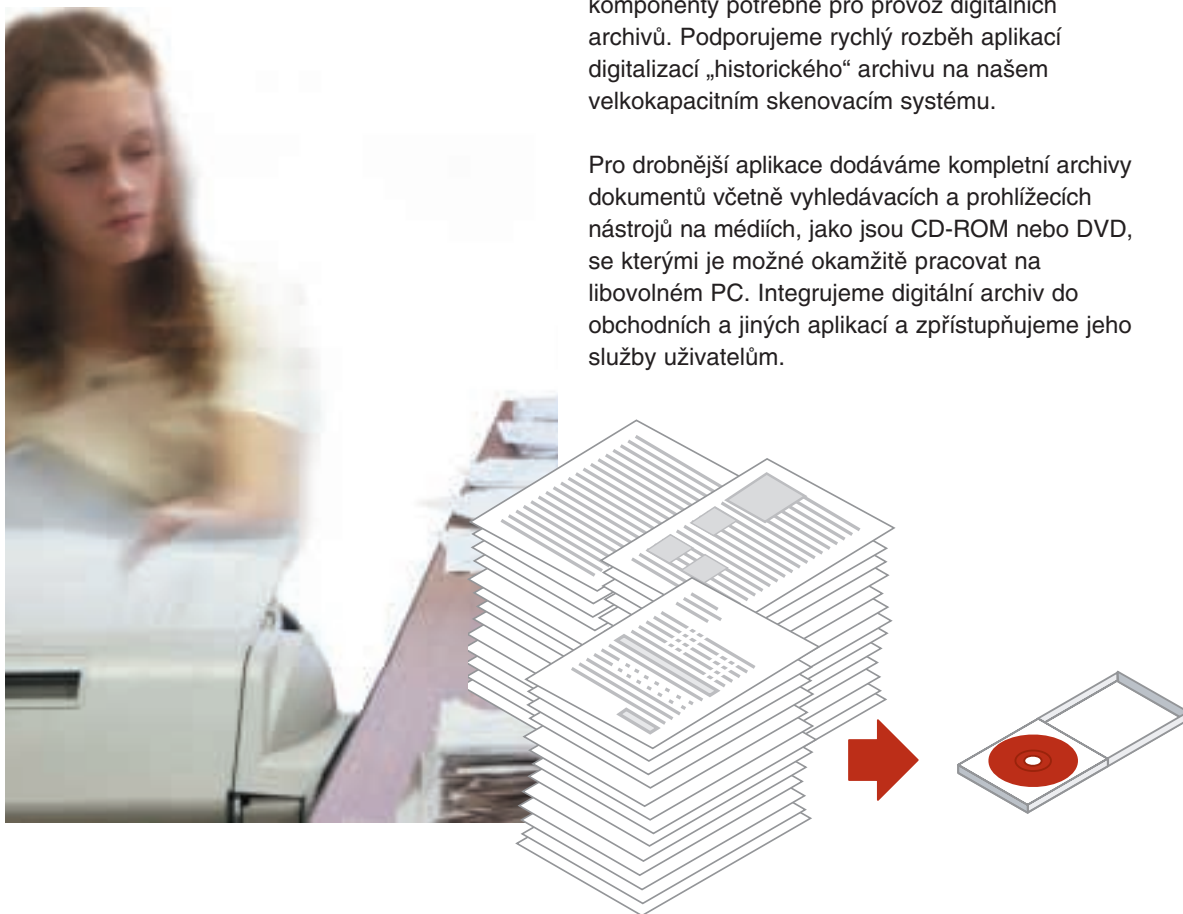 komponenty potřebné pro provoz digitálních
archivů. Podporujeme rychlý rozběh aplikací
digitalizací „historického“ archivu na našem
velkokapacitním skenovacím systému.
Pro drobnější aplikace dodáváme kompletní archivy
dokumentů včetně vyhledávacích a prohlížecích
nástrojů na médiích, jako jsou CD-ROM nebo DVD,
se kterými je možné okamžitě pracovat na
libovolném PC. Integrujeme digitální archiv do
obchodních a jiných aplikací a zpřístupňujeme jeho
služby uživatelům.